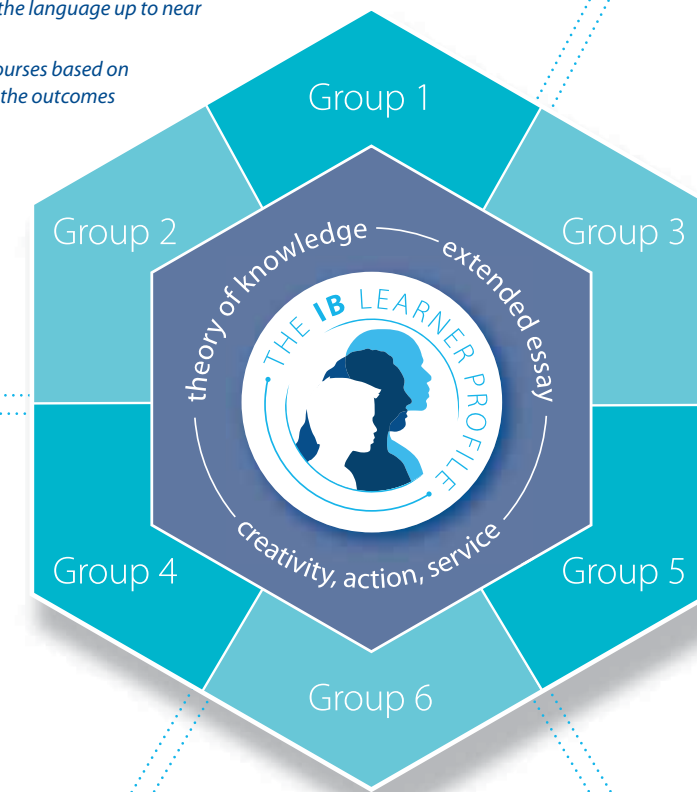 the language up to near
ourses based on
the outcomes
Group 1
Group 2
Group 3
theory of knowledge
extended essay
THE IB LEARNER PROFILE
creativity, action, service
Group 4
Group 5
Group 6